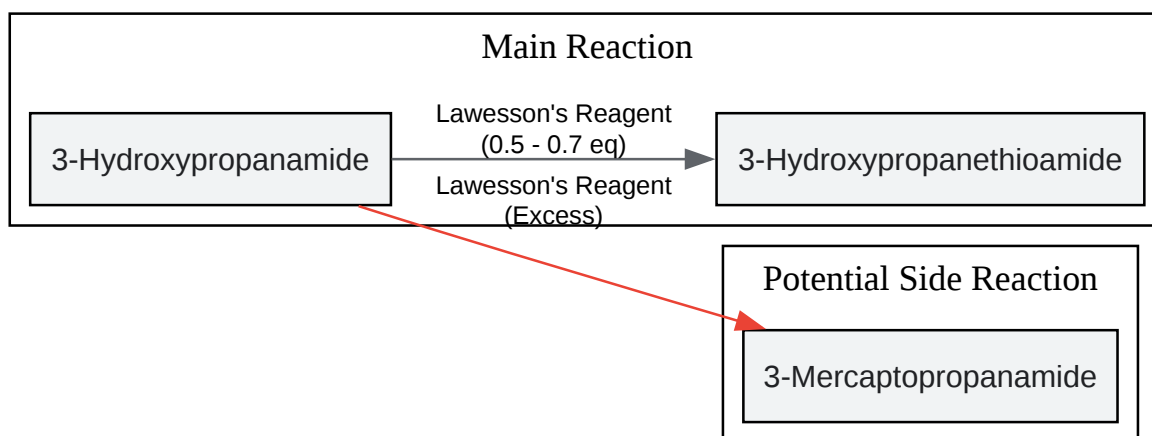 Main Reaction
3-Hydroxypropanamide
Lawesson's Reagent
(0.5 - 0.7 eq)
3-Hydroxypropanethioamide
Lawesson's Reagent
(Excess)
Potential Side Reaction
3-Mercaptopropanamide